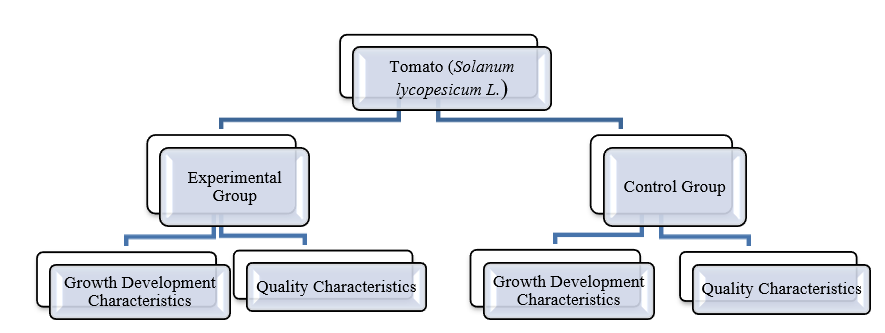 Tomato (Solanum
lycopesicum L.)
Experimental
Group
Control Group
Growth Development
Characteristics
Quality Characteristics
Growth Development
Characteristics
Quality Characteristics